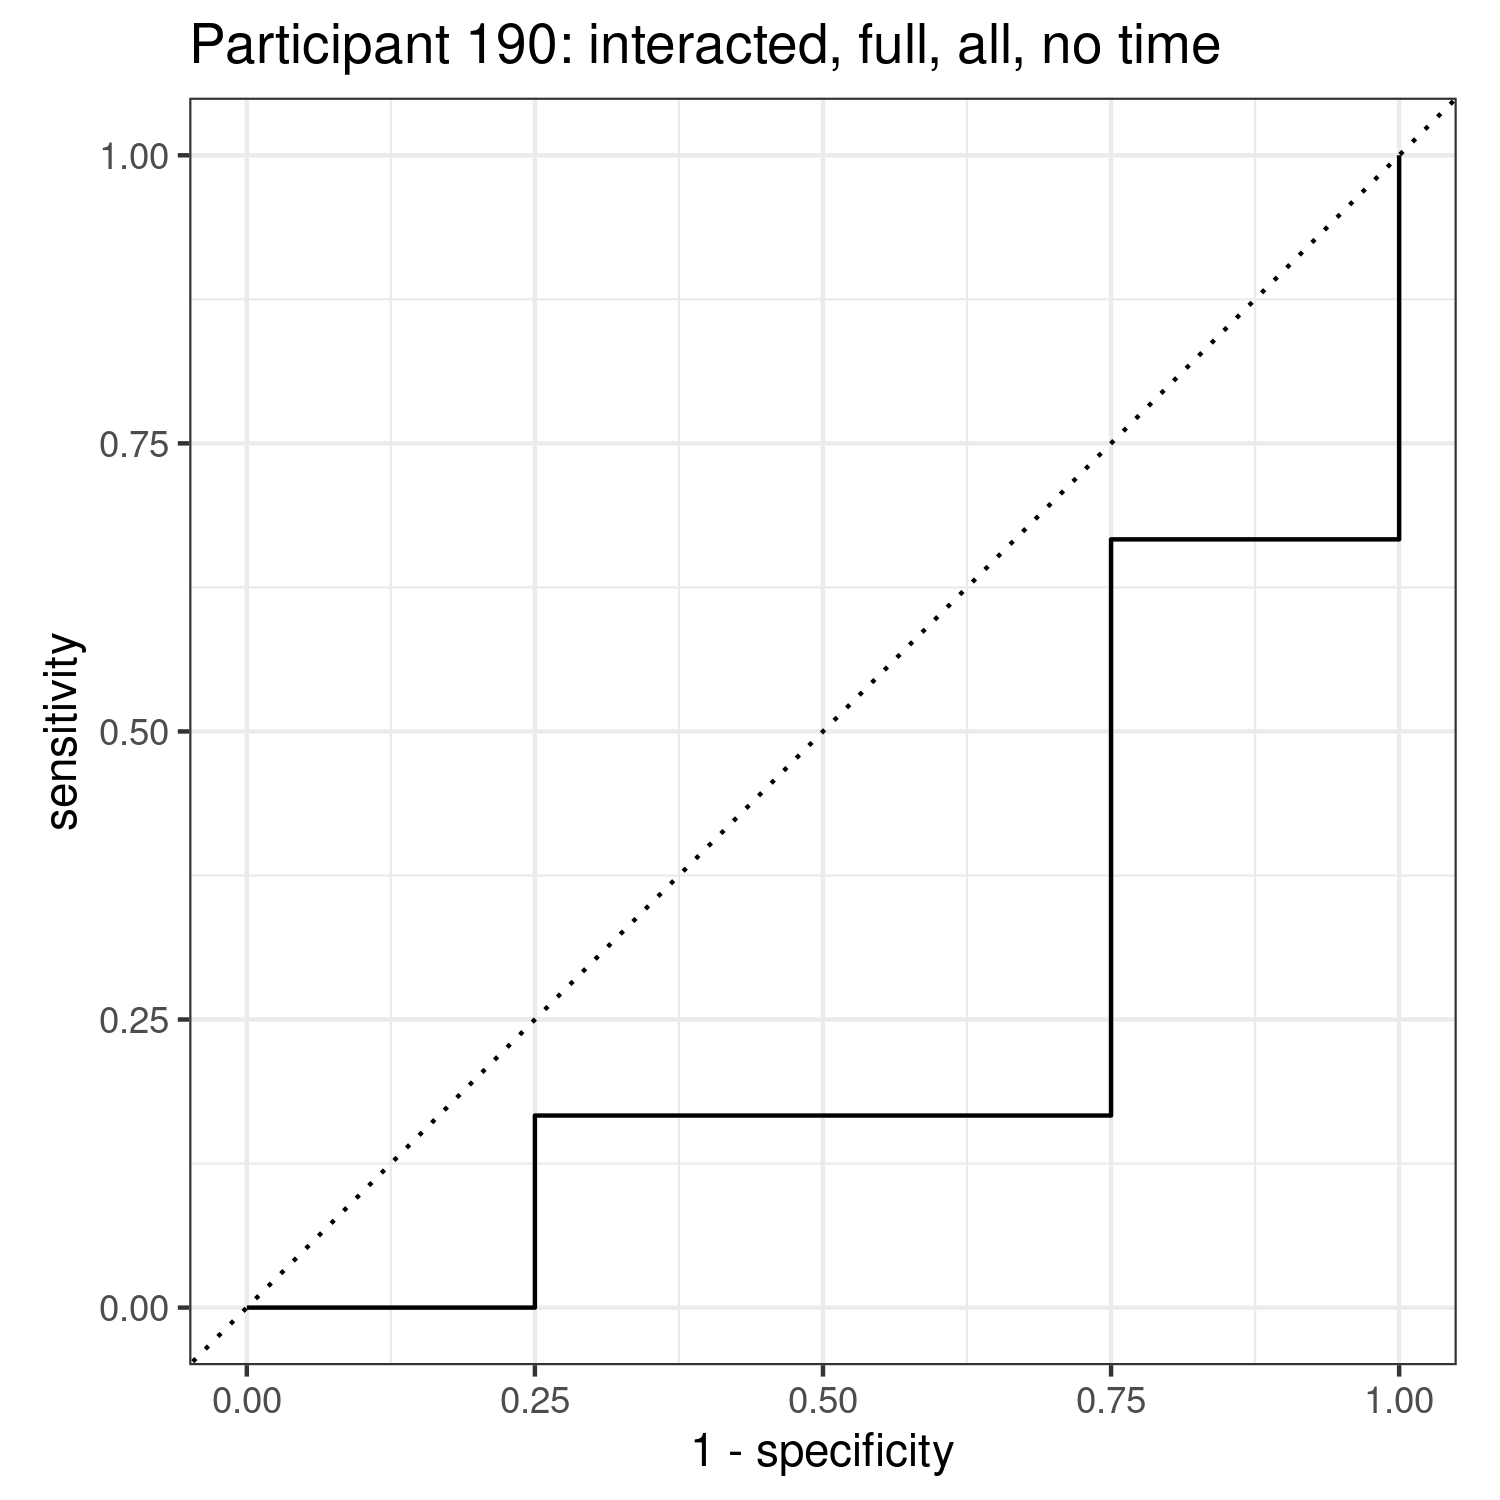 Participant 190: interacted, full, all, no time
1.00
0.75
0.50
0.25
0.00
sensitivity
0.00 0.25 0.50 0.75 1.00
1 - specificity